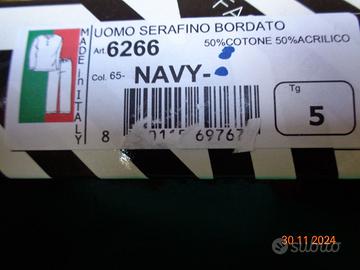 UOMO SERAFINO BORDATO
Art. 6266
50%COTONE 50%ACRILICO
Col. 65- NAVY-
MADE in ITALY
Tg
5
30.11.2024
subito